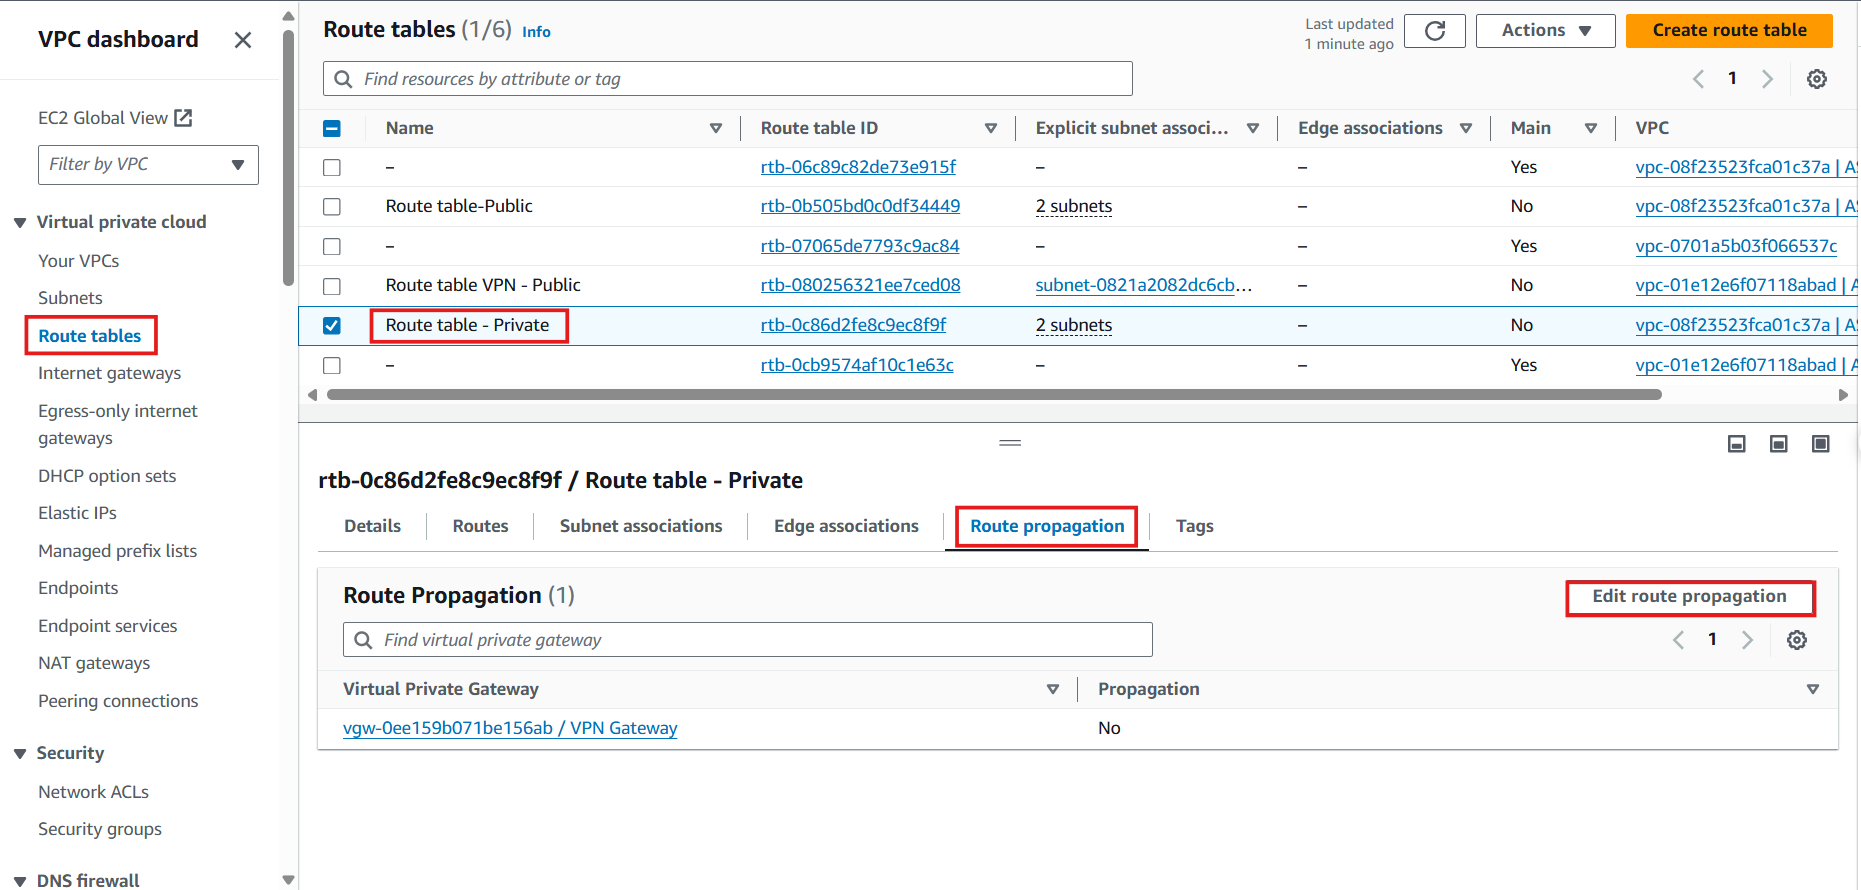 VPC dashboard
EC2 Global View
Filter by VPC
Virtual private cloud
Your VPCs
Subnets
Route tables
Internet gateways
Egress-only internet
gateways
DHCP option sets
Elastic IPs
Managed prefix lists
Endpoints
Endpoint services
NAT gateways
Peering connections
Security
Network ACLs
Security groups
DNS firewall
Route tables (1/6) Info
Last updated
1 minute ago
Actions
Create route table
Find resources by attribute or tag
1
Name Route table ID Explicit subnet associ... Edge associations Main VPC
– rtb-06c89c82de73e915f – – Yes vpc-08f23523fca01c37a | AS
Route table-Public rtb-0b505bd0c0df34449 2 subnets – No vpc-08f23523fca01c37a | AS
– rtb-07065de7793c9ac84 – – Yes vpc-0701a5b03f066537c
Route table VPN - Public rtb-080256321ee7ced08 subnet-0821a2082dc6cb... – No vpc-01e12e6f07118abad | A
Route table - Private rtb-0c86d2fe8c9ec8f9f 2 subnets – No vpc-08f23523fca01c37a | AS
– rtb-0cb9574af10c1e63c – – Yes vpc-01e12e6f07118abad | A
rtb-0c86d2fe8c9ec8f9f / Route table - Private
Details Routes Subnet associations Edge associations Route propagation Tags
Route Propagation (1)
Edit route propagation
Find virtual private gateway
1
Virtual Private Gateway Propagation
vgw-0ee159b071be156ab / VPN Gateway No